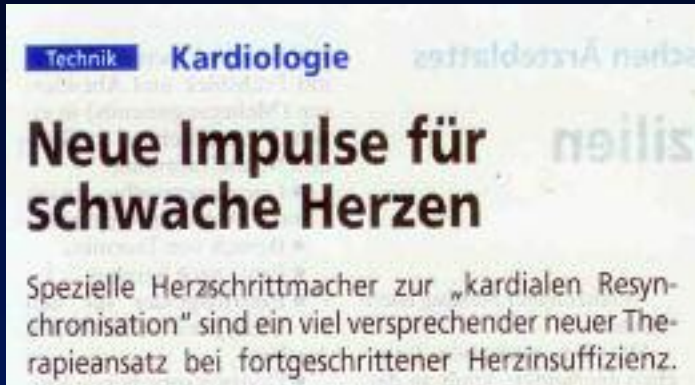 Technik Kardiologie
Neue Impulse für
schwache Herzen
Spezielle Herzschrittmacher zur „kardialen Resyn-
chronisation" sind ein viel versprechender neuer The-
rapieansatz bei fortgeschrittener Herzinsuffizienz.